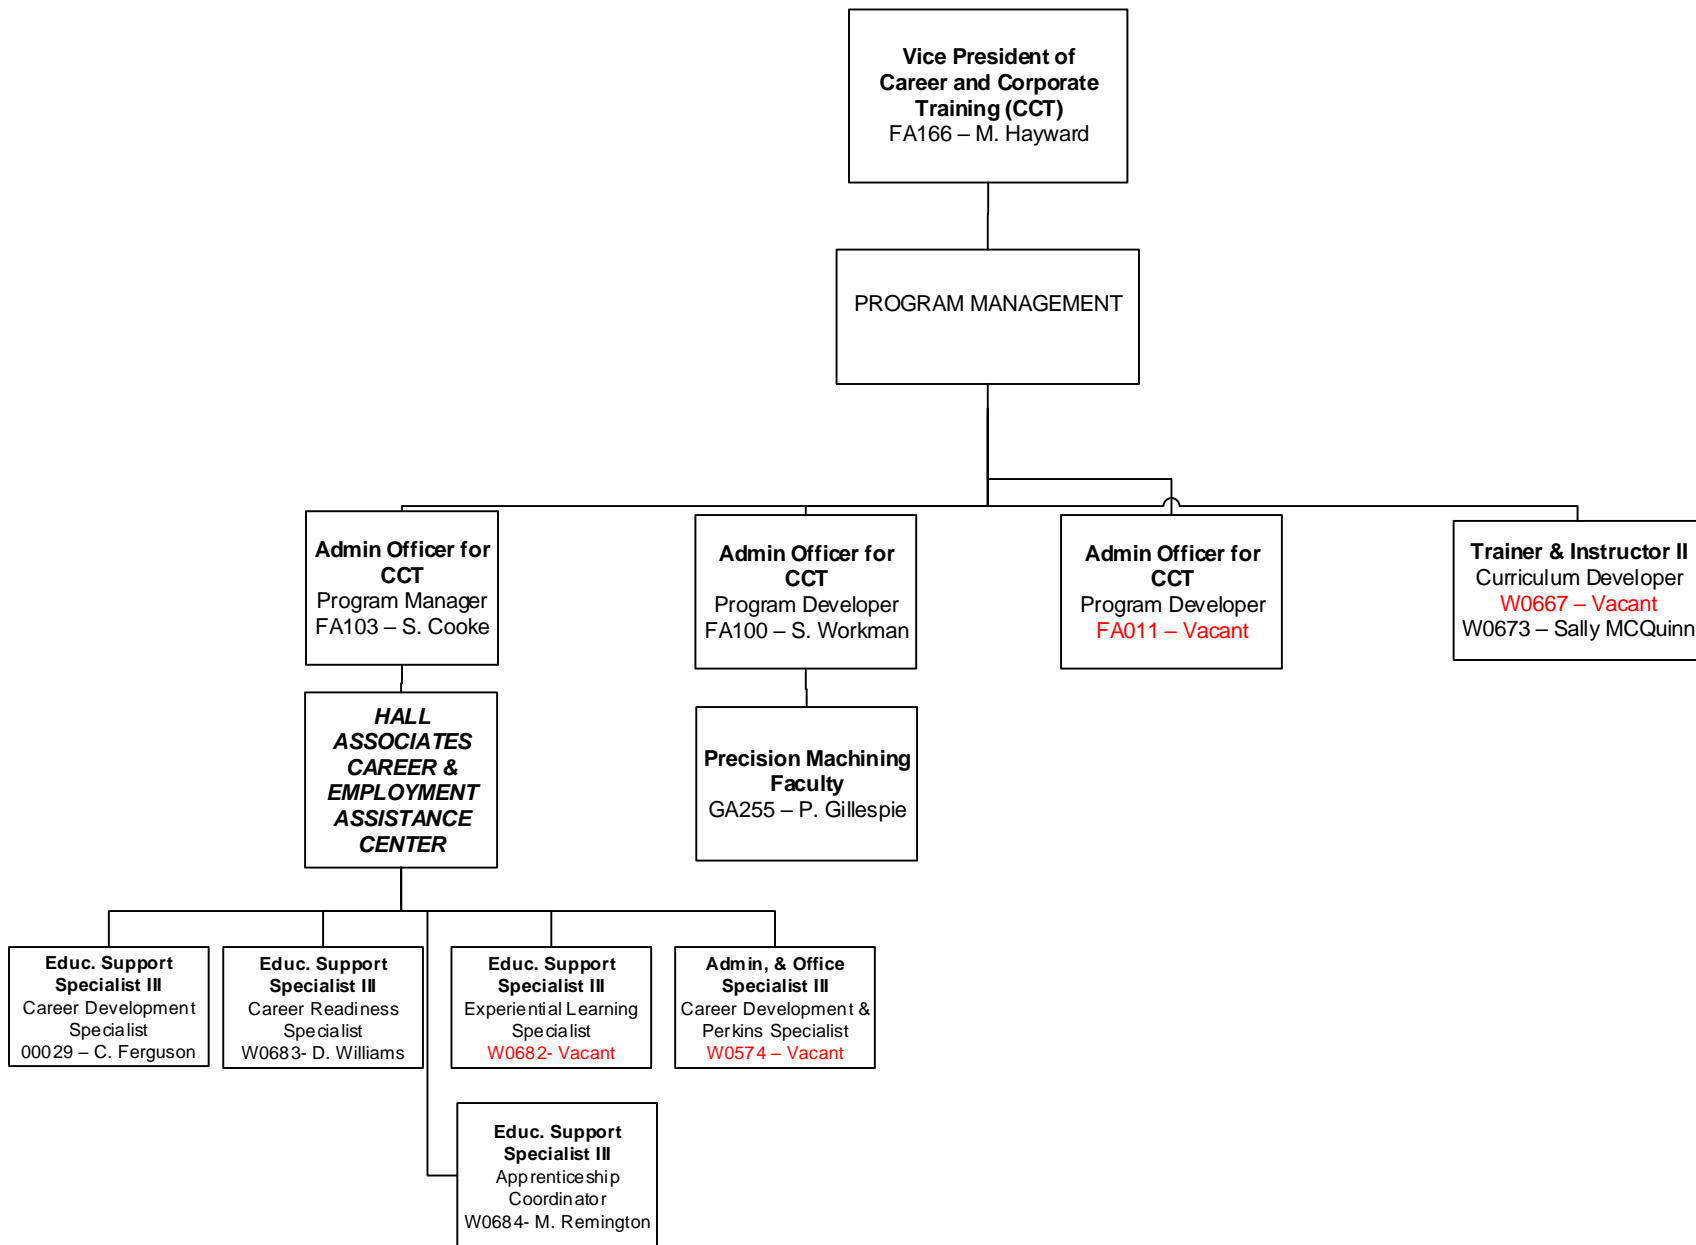 Vice President of
Career and Corporate
Training (CCT)
FA166 – M. Hayward
PROGRAM MANAGEMENT
Admin Officer for
CCT
Program Manager
FA103 – S. Cooke
Admin Officer for
CCT
Program Developer
FA100 – S. Workman
Admin Officer for
CCT
Program Developer
FA011 – Vacant
Trainer & Instructor II
Curriculum Developer
W0667 – Vacant
W0673 – Sally MCQuinn
HALL
ASSOCIATES
CAREER &
EMPLOYMENT
ASSISTANCE
CENTER
Precision Machining
Faculty
GA255 – P. Gillespie
Educ. Support
Specialist III
Career Development
Specialist
00029 – C. Ferguson
Educ. Support
Specialist III
Career Readiness
Specialist
W0683- D. Williams
Educ. Support
Specialist III
Experiential Learning
Specialist
W0682- Vacant
Admin, & Office
Specialist III
Career Development &
Perkins Specialist
W0574 – Vacant
Educ. Support
Specialist III
Apprenticeship
Coordinator
W0684- M. Remington